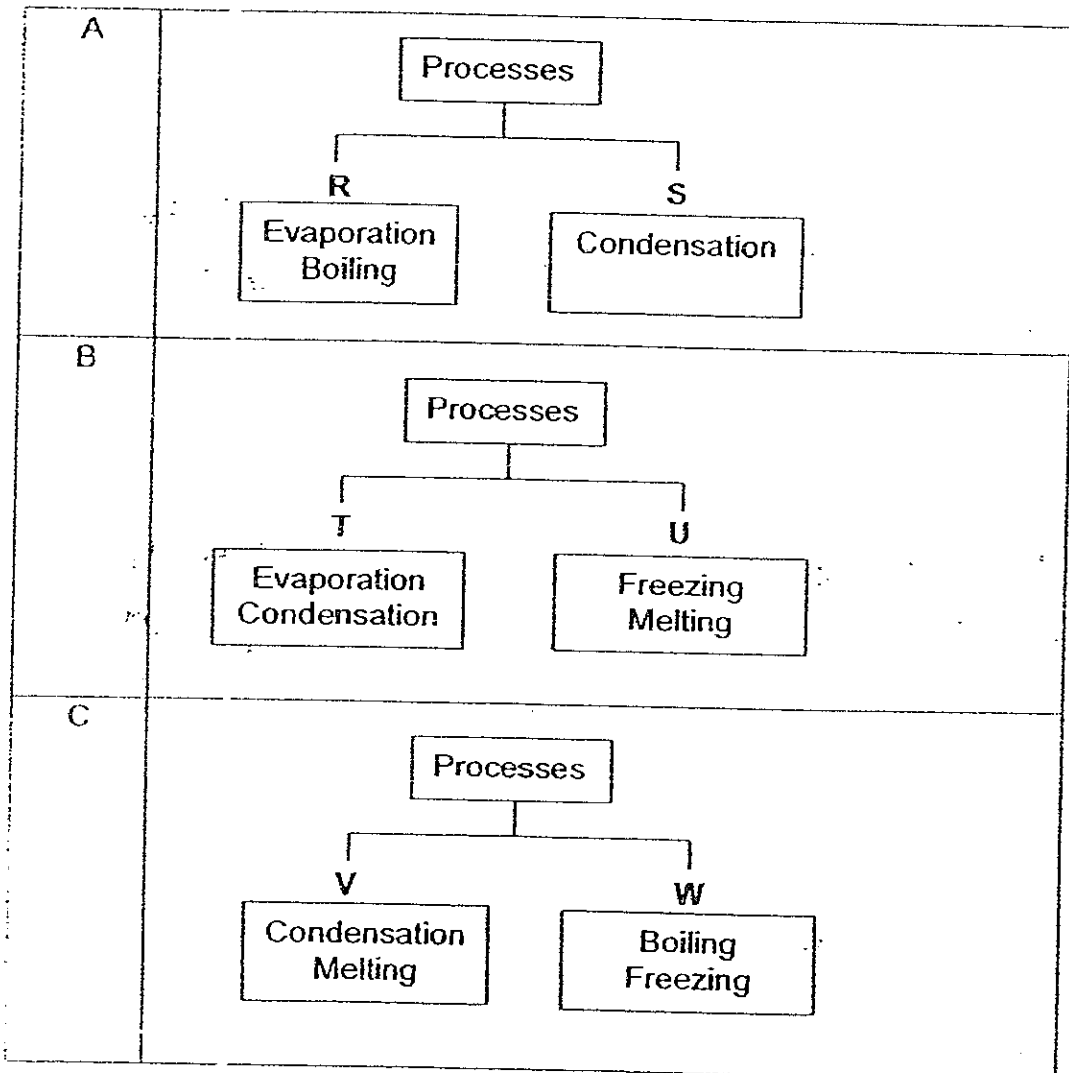 A
Processes
R
S
Evaporation
Boiling
Condensation
B
Processes
T
U
Evaporation
Condensation
Freezing
Melting
C
Processes
V
W
Condensation
Melting
Boiling
Freezing